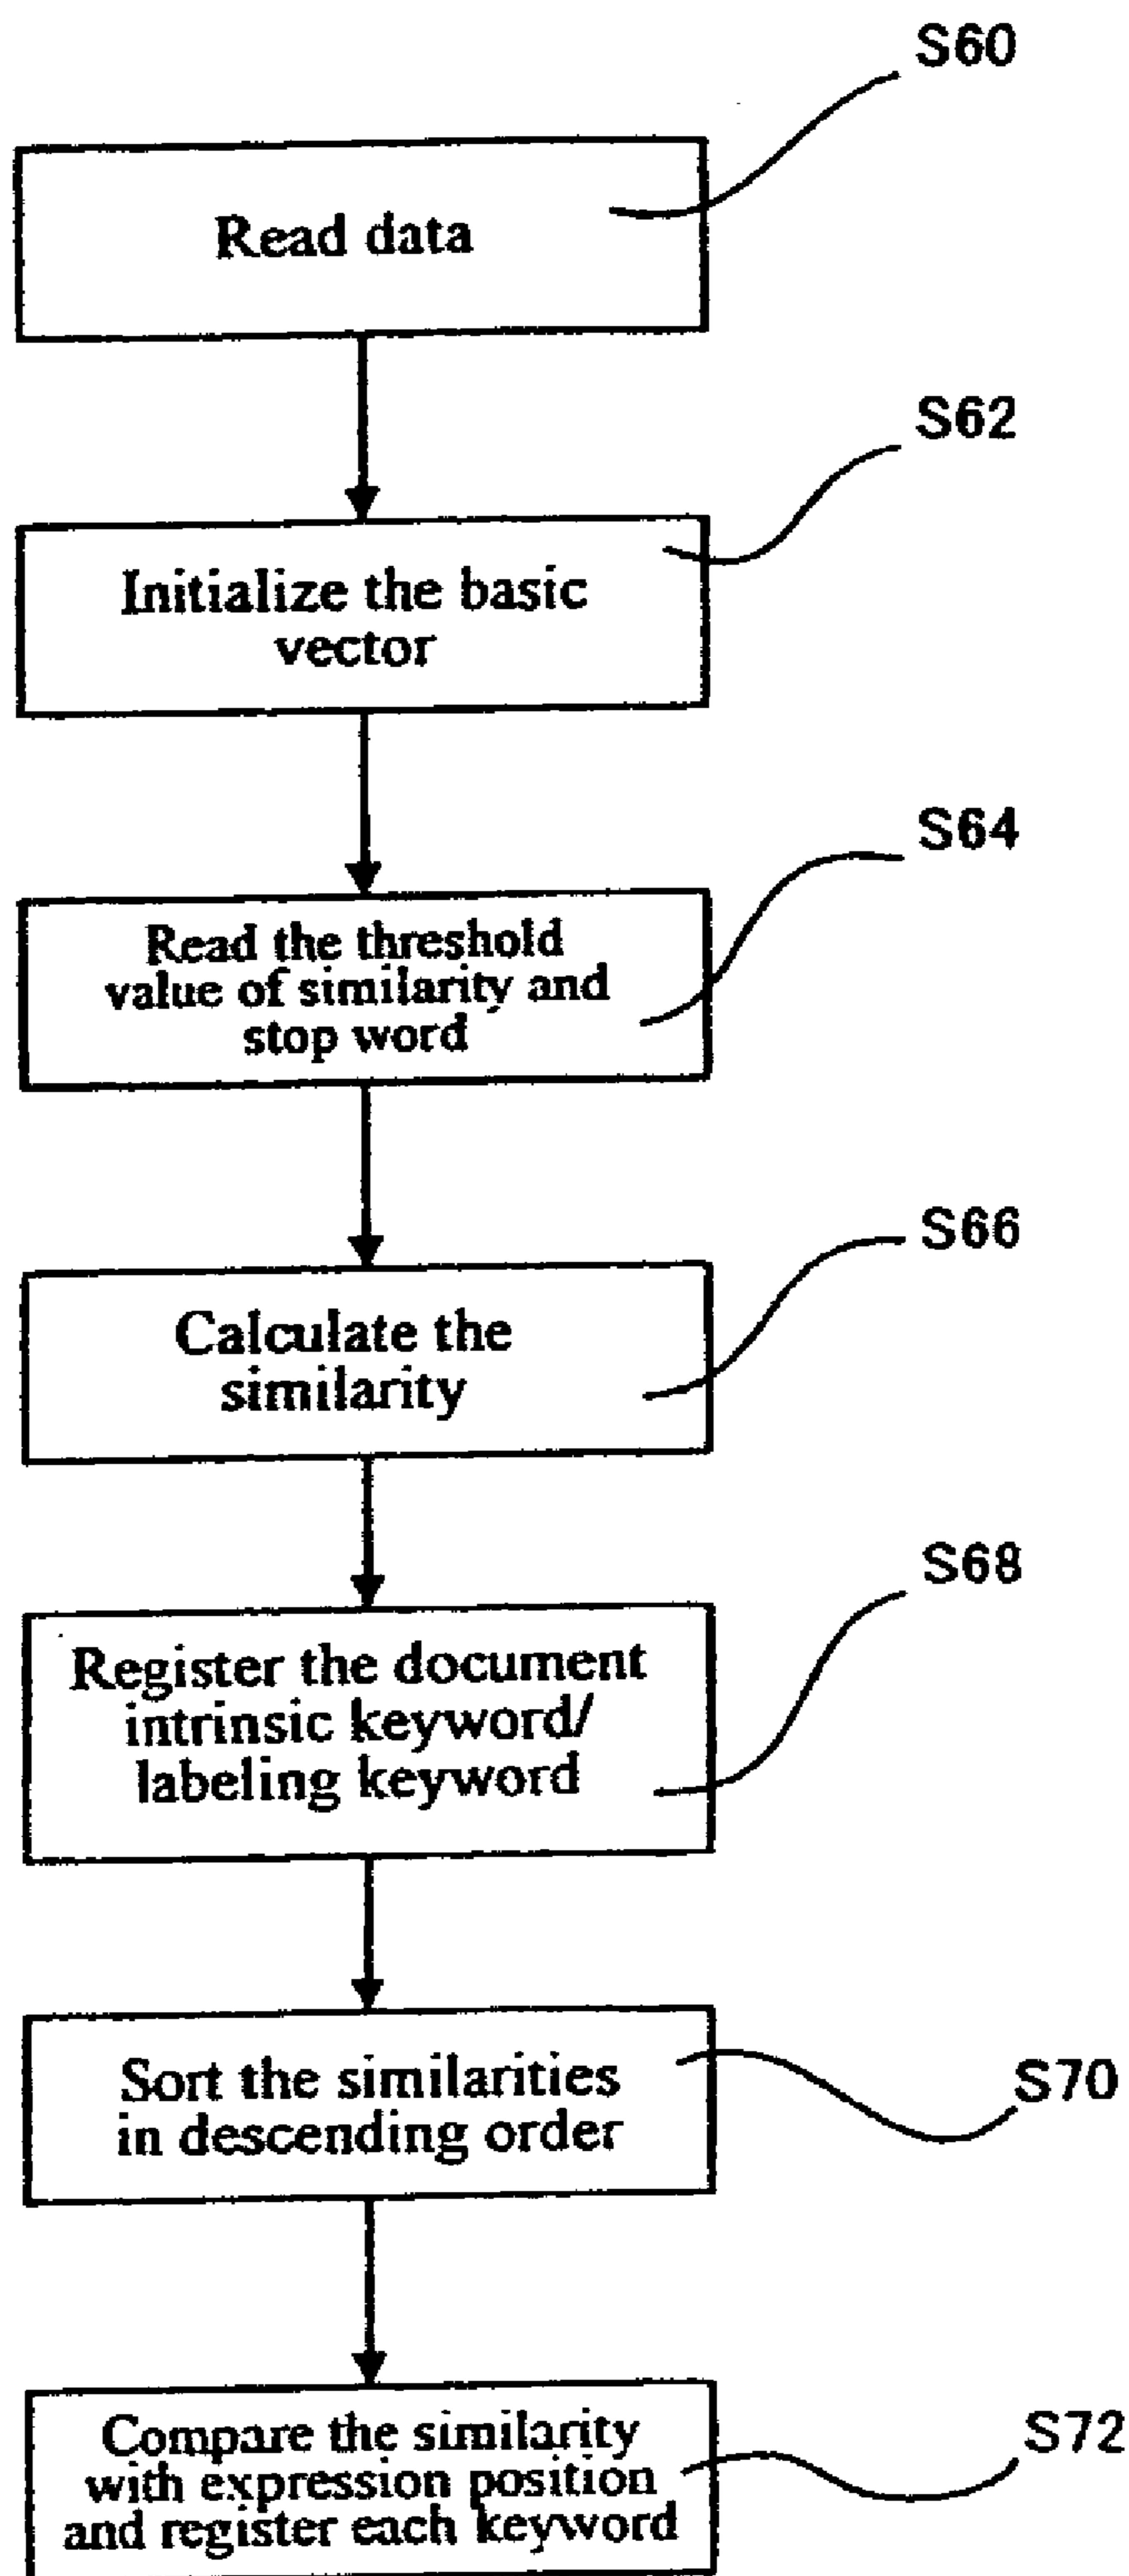 S60
Read data
S62
Initialize the basic
vector
S64
Read the threshold
value of similarity and
stop word
S66
Calculate the
similarity
S68
Register the document
intrinsic keyword/
labeling keyword
S70
Sort the similarities
in descending order
S72
Compare the similarity
with expression position
and register each keyword